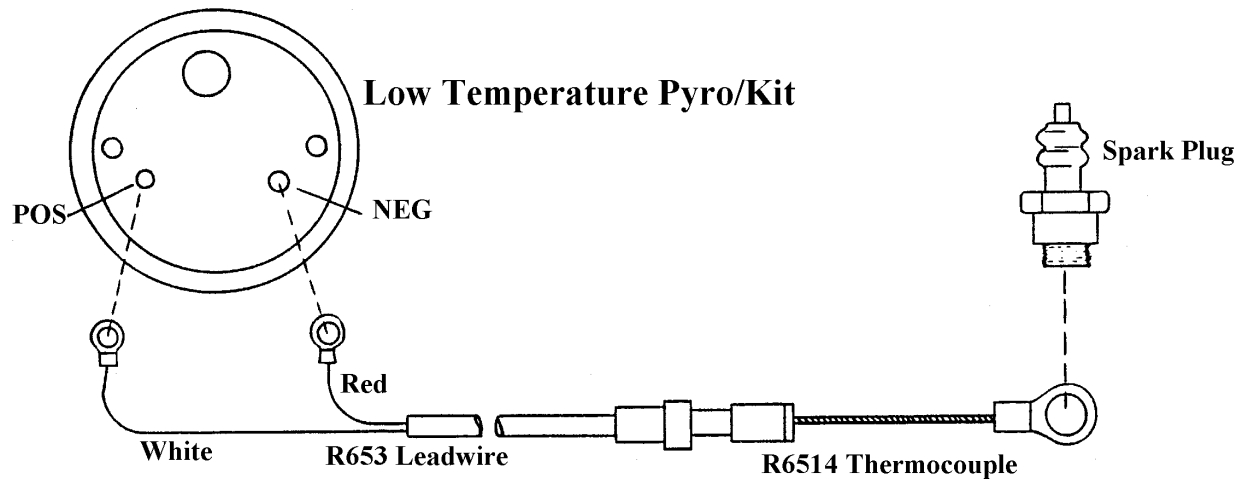 Low Temperature Pyro/Kit
Spark Plug
POS
NEG
Red
White
R653 Leadwire
R6514 Thermocouple